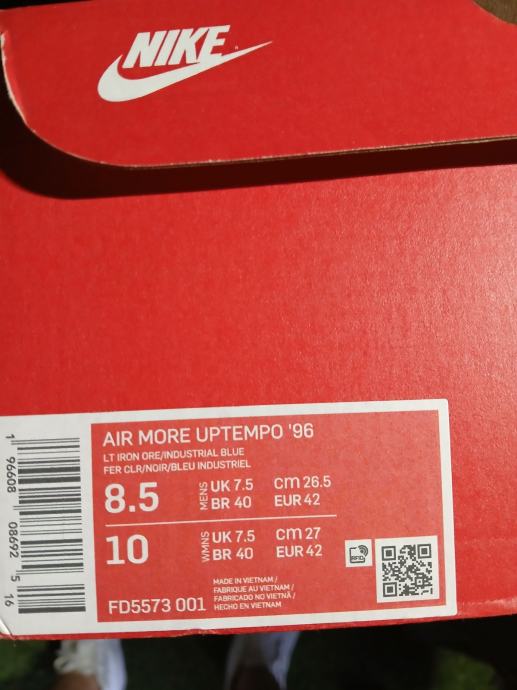 NIKE
AIR MORE UPTEMPO '96
LT IRON ORE/INDUSTRIAL BLUE
FER CLR/NOIR/BLEU INDUSTRIEL
8.5 MENS UK 7.5 CM 26.5
BR 40 EUR 42
10 WMNS UK 7.5 CM 27
BR 40 EUR 42
RFID
MADE IN VIETNAM /
FABRIQUE AU VIETNAM /
FABRICADO NO VIETNÃ /
HECHO EN VIETNAM
FD5573 001
1 96608 08692 5 16